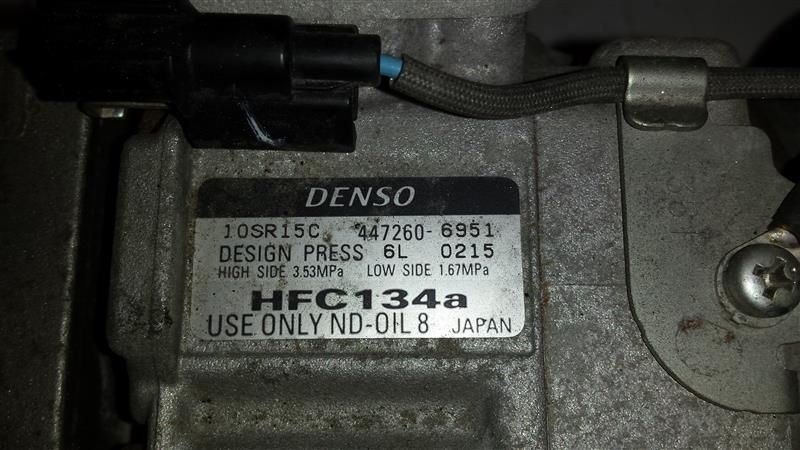 DENSO
10SR15C 447260-6951
DESIGN PRESS 6L 0215
HIGH SIDE 3.53MPa LOW SIDE 1.67MPa
HFC134a
USE ONLY ND-OIL 8 JAPAN